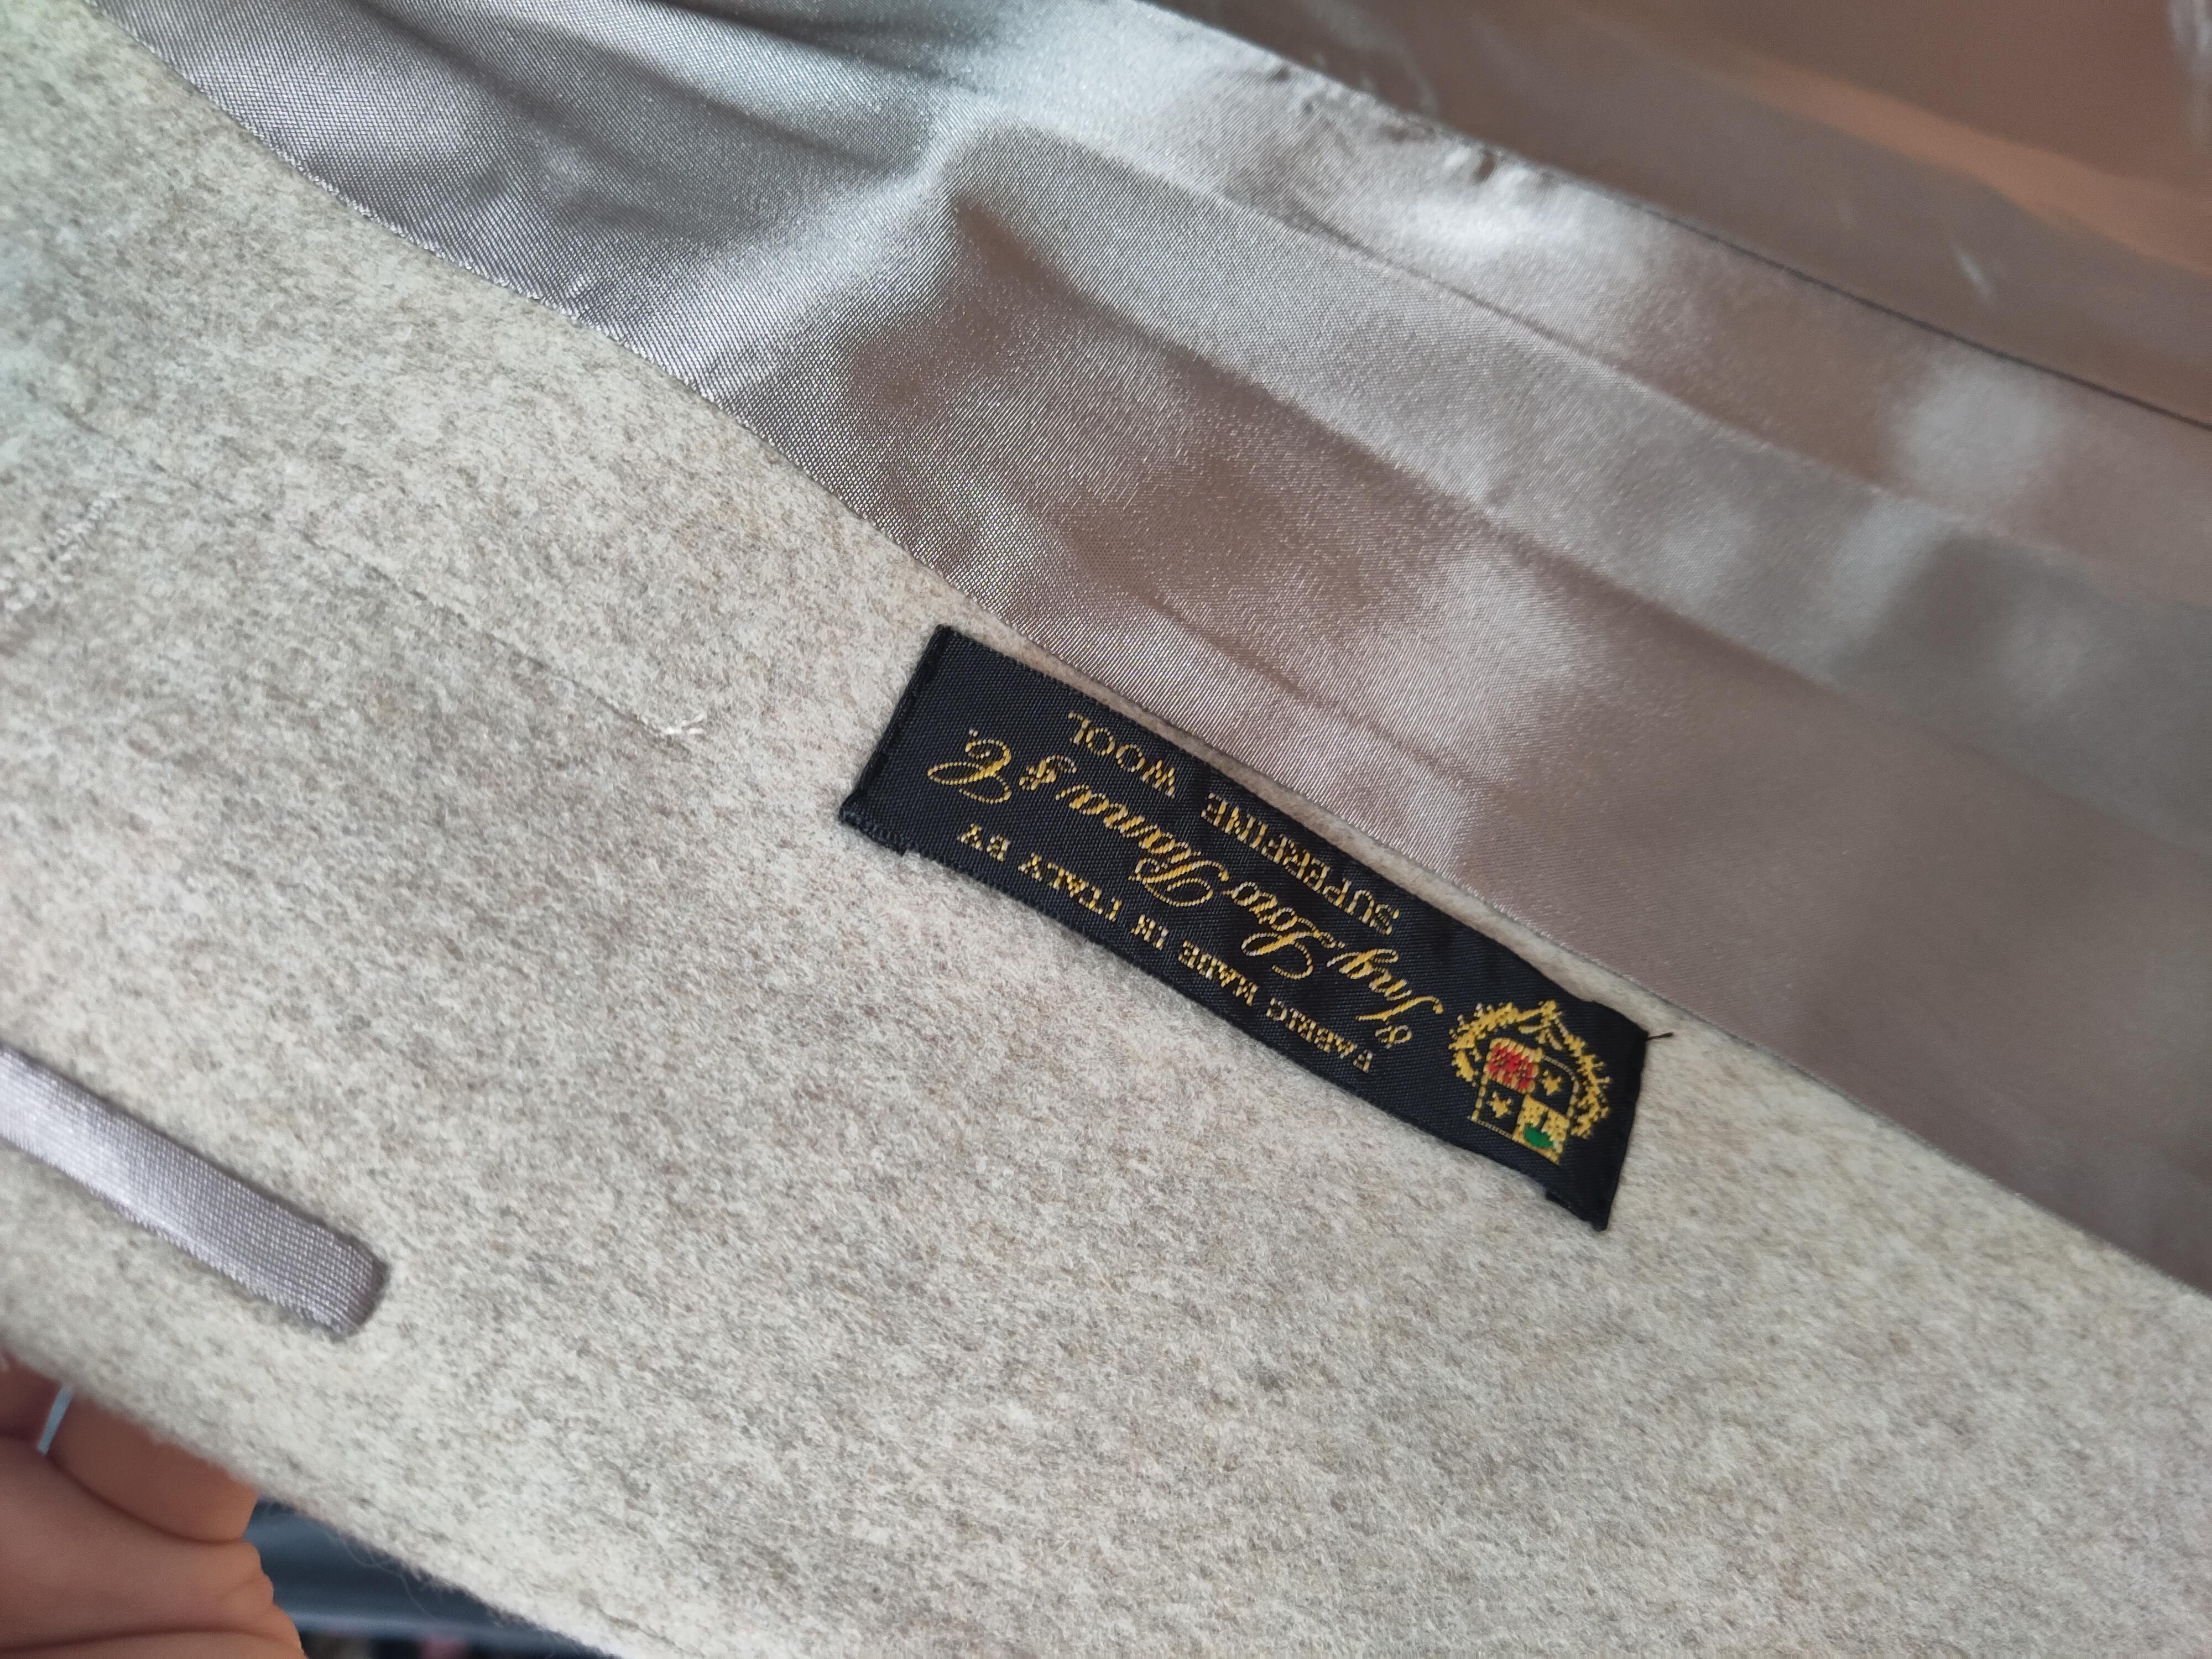 FABRIC MADE IN ITALY BY
Ing. Loro Piana & C.
SUPERFINE WOOL